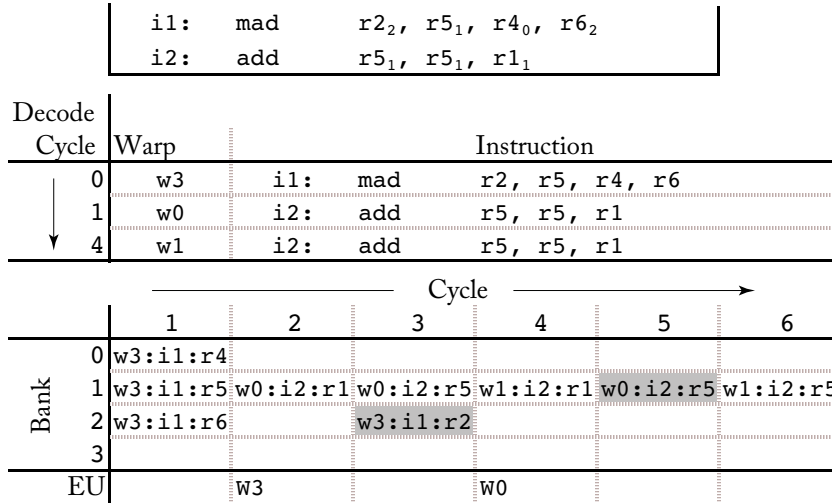 i1: mad r2₂, r5₁, r4₀, r6₂
i2: add r5₁, r5₁, r1₁
Decode
Cycle Warp Instruction
0 w3 i1: mad r2, r5, r4, r6
1 w0 i2: add r5, r5, r1
4 w1 i2: add r5, r5, r1
Cycle
1 2 3 4 5 6
Bank
0 w3:i1:r4
1 w3:i1:r5 w0:i2:r1 w0:i2:r5 w1:i2:r1 w0:i2:r5 w1:i2:r5
2 w3:i1:r6 w3:i1:r2
3
EU W3 W0